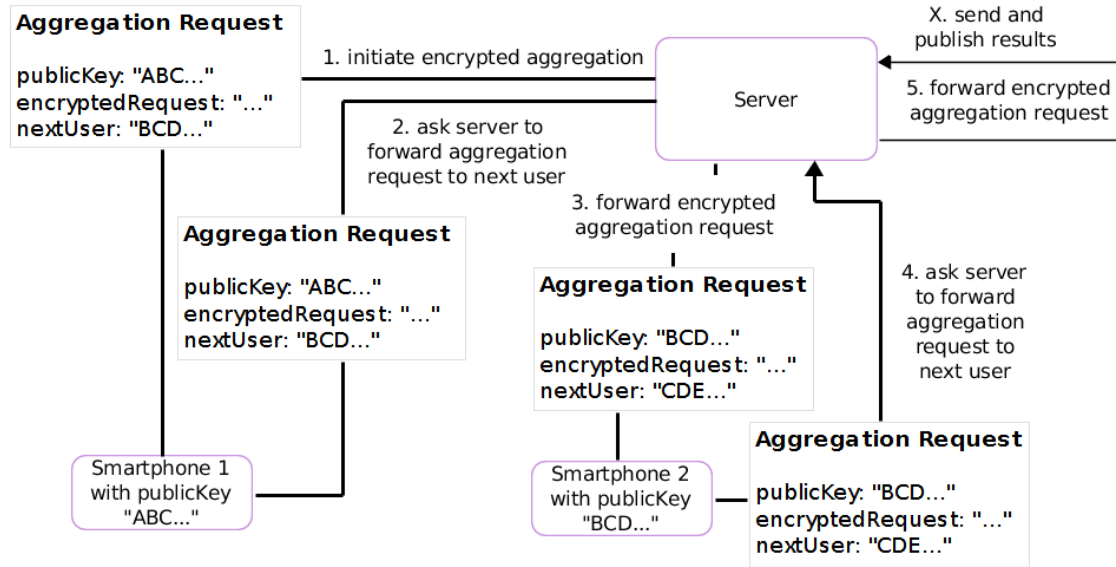 Aggregation Request
publicKey: "ABC..."
encryptedRequest: "..."
nextUser: "BCD..."
1. initiate encrypted aggregation
Server
X. send and
publish results
5. forward encrypted
aggregation request
2. ask server to
forward aggregation
request to next user
Aggregation Request
publicKey: "ABC..."
encryptedRequest: "..."
nextUser: "BCD..."
3. forward encrypted
aggregation request
Aggregation Request
publicKey: "BCD..."
encryptedRequest: "..."
nextUser: "CDE..."
4. ask server
to forward
aggregation
request to
next user
Smartphone 1
with publicKey
"ABC..."
Smartphone 2
with publicKey
"BCD..."
Aggregation Request
publicKey: "BCD..."
encryptedRequest: "..."
nextUser: "CDE..."